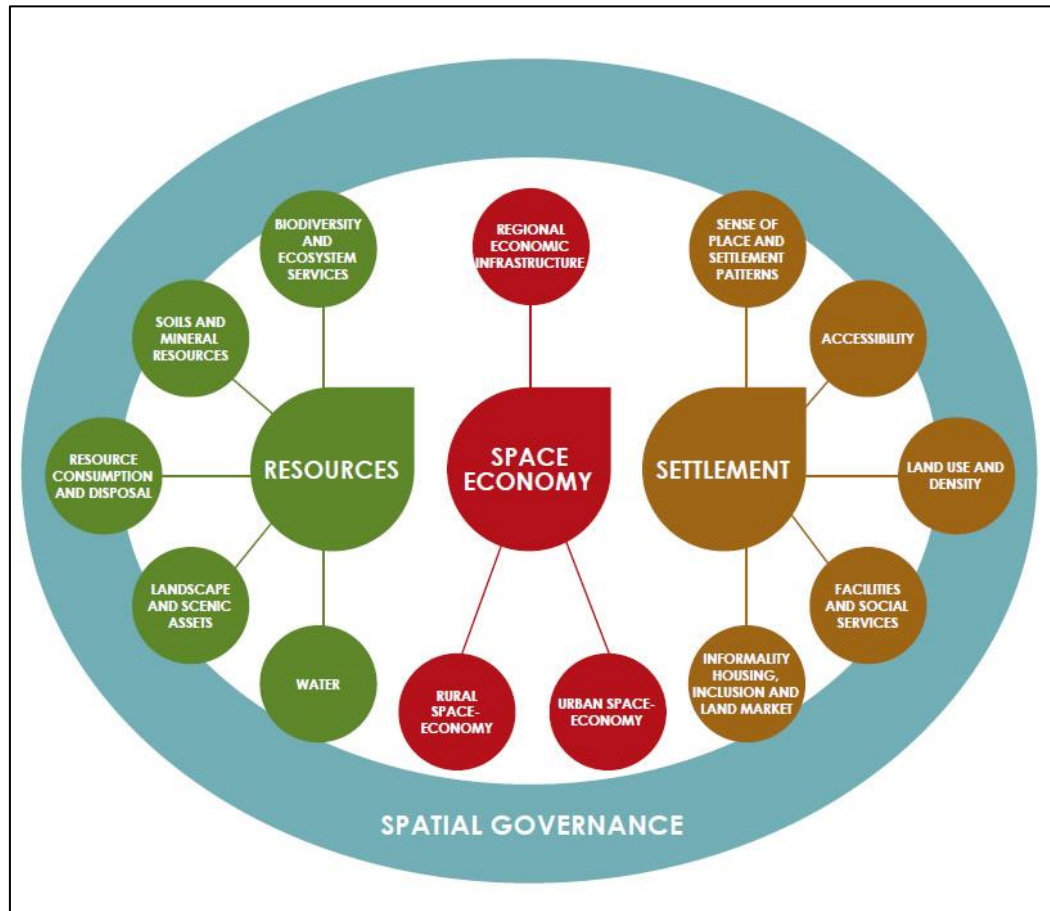 BIODIVERSITY
AND
ECOSYSTEM
SERVICES
SOILS AND
MINERAL
RESOURCES
RESOURCE
CONSUMPTION
AND DISPOSAL
LANDSCAPE
AND SCENIC
ASSETS
WATER
RESOURCES
REGIONAL
ECONOMIC
INFRASTRUCTURE
SPACE
ECONOMY
RURAL
SPACE-
ECONOMY
URBAN SPACE-
ECONOMY
SENSE OF
PLACE AND
SETTLEMENT
PATTERNS
ACCESSIBILITY
SETTLEMENT
LAND USE AND
DENSITY
FACILITIES
AND SOCIAL
SERVICES
INFORMALITY
HOUSING,
INCLUSION AND
LAND MARKET
SPATIAL GOVERNANCE